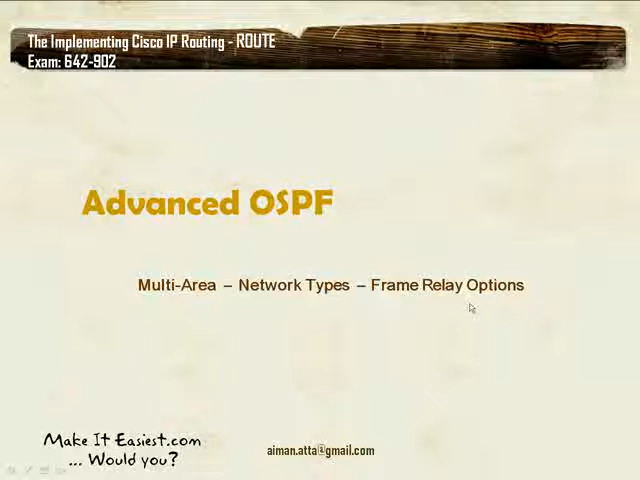 The Implementing Cisco IP Routing - ROUTE
Exam: 642-902
Advanced OSPF
Multi-Area – Network Types – Frame Relay Options
Make It Easiest.com
... Would you?
aiman.atta@gmail.com